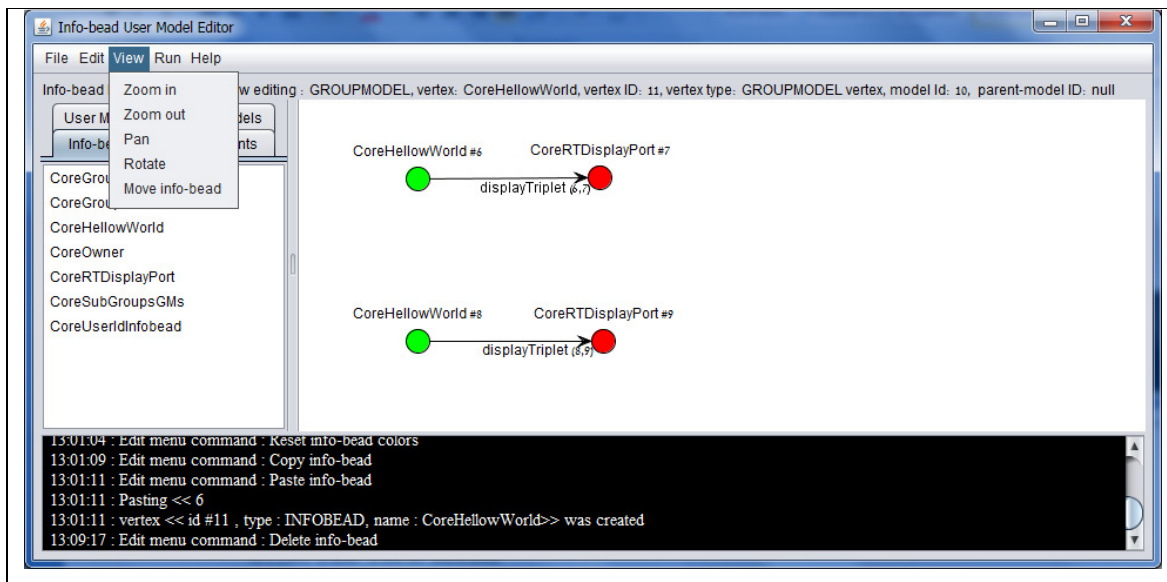 Info-bead User Model Editor
File Edit View Run Help
Info-bead w editing : GROUPMODEL, vertex: CoreHellowWorld, vertex ID: 11, vertex type: GROUPMODEL vertex, model Id: 10, parent-model ID: null
Zoom in
Zoom out
Pan
Rotate
Move info-bead
User M dels
Info-be nts
CoreGrou
CoreGrou
CoreHellowWorld
CoreOwner
CoreRTDisplayPort
CoreSubGroupsGMs
CoreUserIdInfobead
CoreHellowWorld #6 CoreRTDisplayPort #7
displayTriplet (6,7)
CoreHellowWorld #8 CoreRTDisplayPort #9
displayTriplet (8,9)
13:01:04 : Edit menu command : Reset info-bead colors
13:01:09 : Edit menu command : Copy info-bead
13:01:11 : Edit menu command : Paste info-bead
13:01:11 : Pasting << 6
13:01:11 : vertex << id #11 , type : INFOBEAD, name : CoreHellowWorld>> was created
13:09:17 : Edit menu command : Delete info-bead